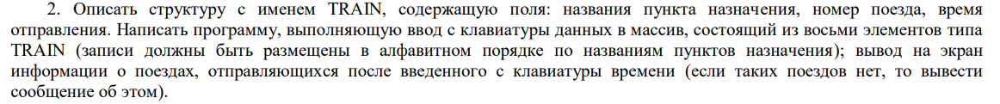 2. Описать структуру с именем TRAIN, содержащую поля: названия пункта назначения, номер поезда, время
отправления. Написать программу, выполняющую ввод с клавиатуры данных в массив, состоящий из восьми элементов типа
TRAIN (записи должны быть размещены в алфавитном порядке по названиям пунктов назначения); вывод на экран
информации о поездах, отправляющихся после введенного с клавиатуры времени (если таких поездов нет, то вывести
сообщение об этом).